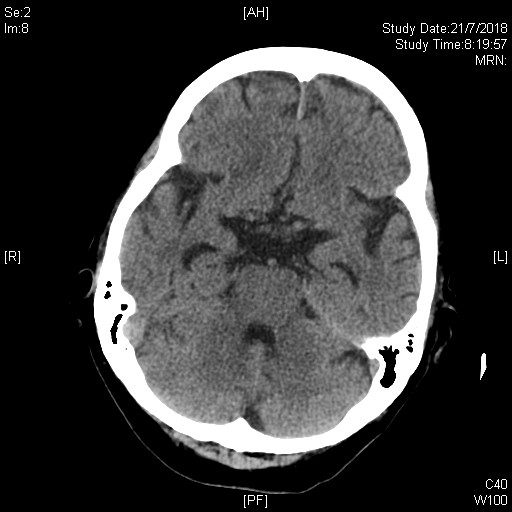 Se:2
Im:8
[AH]
Study Date:21/7/2018
Study Time:8:19:57
MRN:
[R]
[L]
[PF]
C40
W100